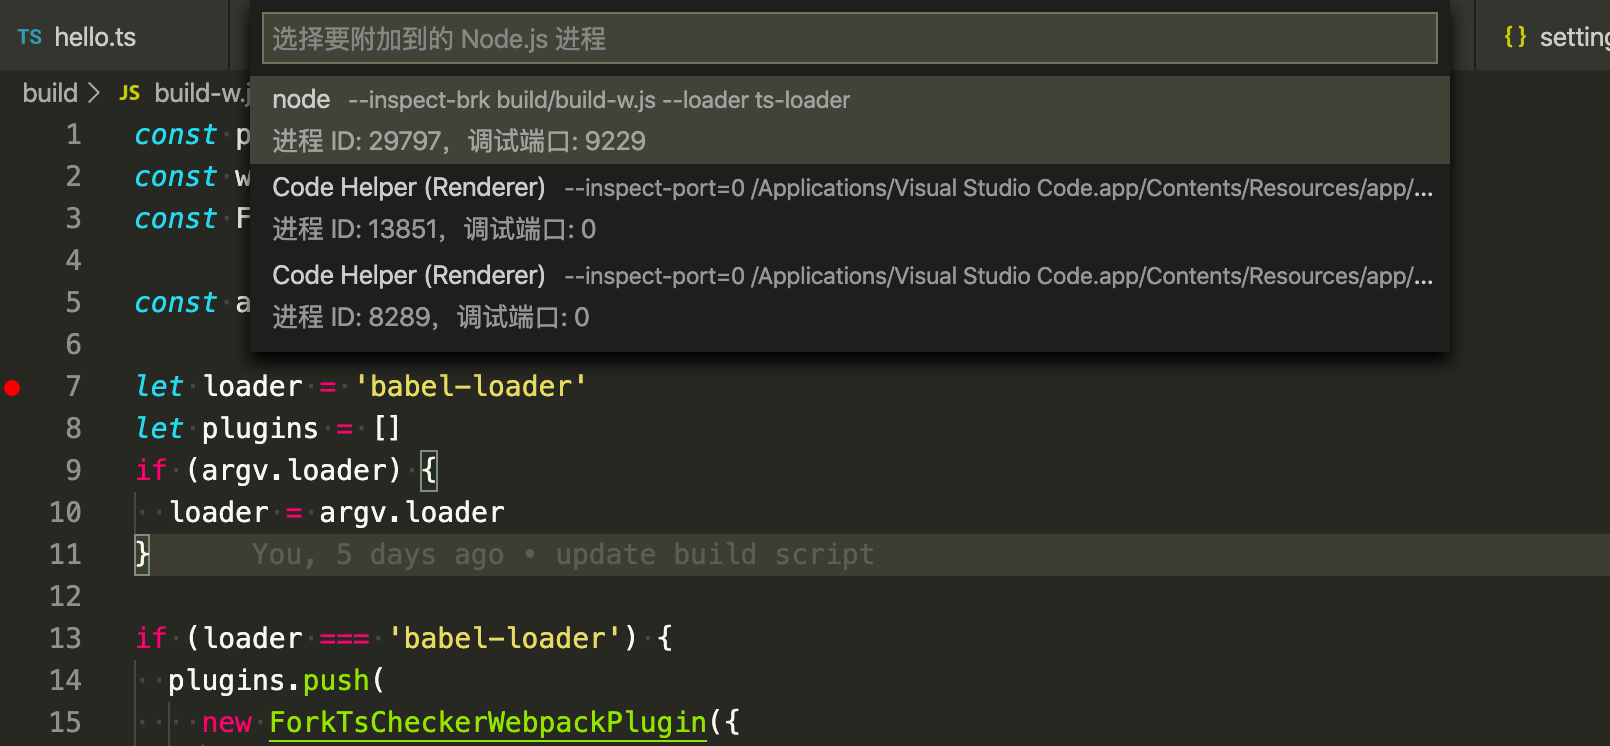 TS hello.ts
{} setting
选择要附加到的 Node.js 进程
build > JS build-w.j
node --inspect-brk build/build-w.js --loader ts-loader
进程 ID: 29797，调试端口: 9229
Code Helper (Renderer) --inspect-port=0 /Applications/Visual Studio Code.app/Contents/Resources/app/...
进程 ID: 13851，调试端口: 0
Code Helper (Renderer) --inspect-port=0 /Applications/Visual Studio Code.app/Contents/Resources/app/...
进程 ID: 8289，调试端口: 0
1 const p
2 const w
3 const F
4
5 const a
6
7 let loader = 'babel-loader'
8 let plugins = []
9 if (argv.loader) {
10 loader = argv.loader
11 } You, 5 days ago • update build script
12
13 if (loader === 'babel-loader') {
14 plugins.push(
15 new ForkTsCheckerWebpackPlugin({